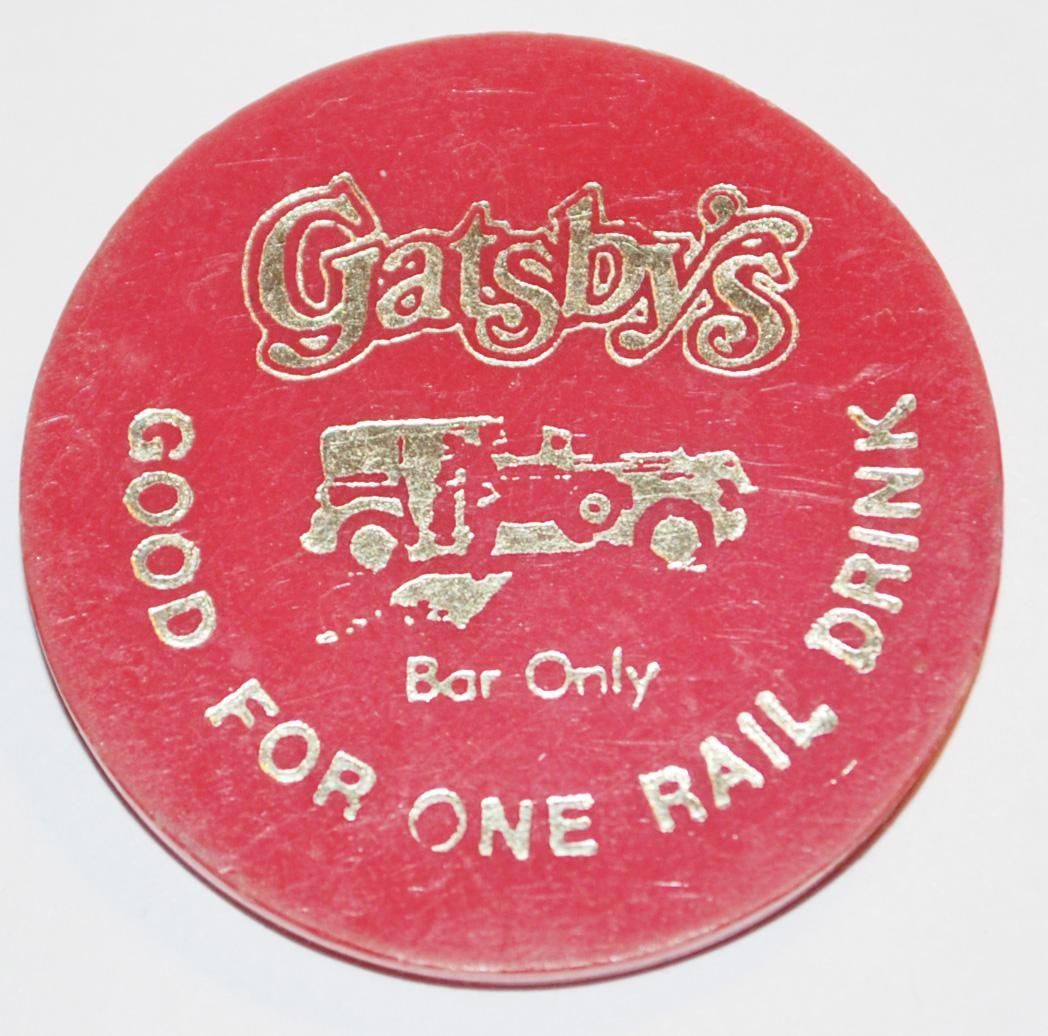 Gatsby's
Bar Only
GOOD FOR ONE RAIL DRINK